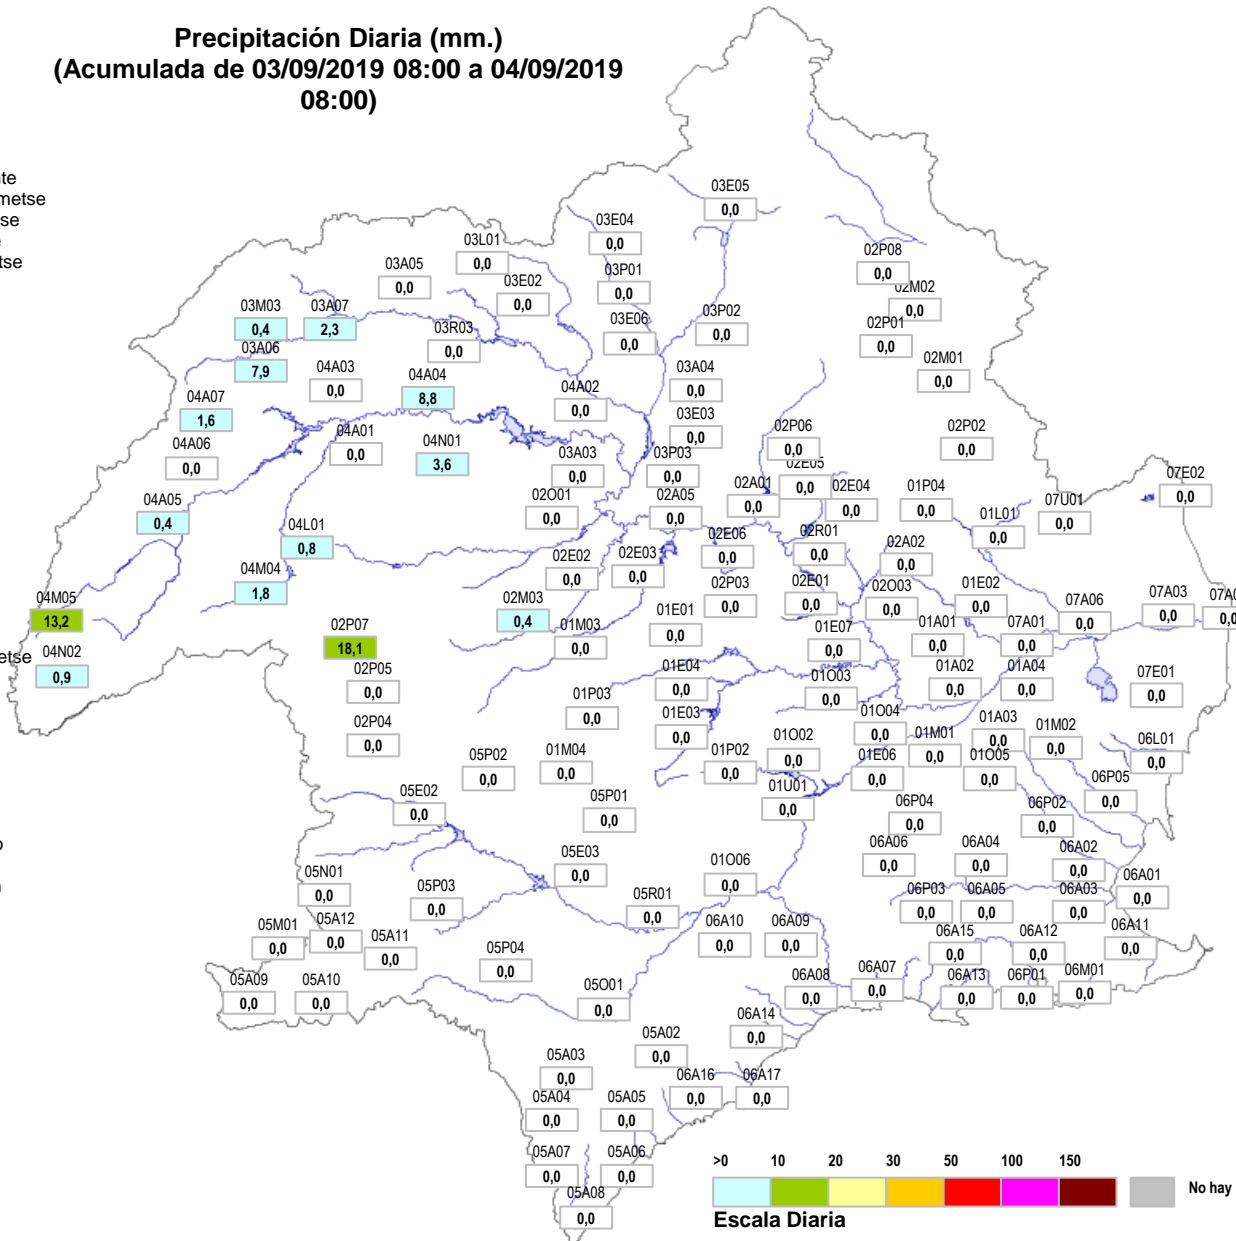 Precipitación Diaria (mm.)
(Acumulada de 03/09/2019 08:00 a 04/09/2019
08:00)
03E05
0,0
03E04
0,0
03L01
0,0
02P08
0,0
03A05
0,0
03P01
0,0
03E02
0,0
02M02
0,0
03M03
0,4
03A07
2,3
03P02
0,0
03E06
0,0
02P01
0,0
03R03
0,0
03A06
7,9
04A03
0,0
04A04
8,8
03A04
0,0
02M01
0,0
04A02
0,0
04A07
1,6
03E03
0,0
04A01
0,0
04A06
0,0
04N01
3,6
03A03
0,0
03P03
0,0
02P06
0,0
02P02
0,0
02E05
0,0
07E02
0,0
02A01
0,0
02E04
0,0
01P04
0,0
04A05
0,4
02O01
0,0
02A05
0,0
01L01
0,0
07U01
0,0
04L01
0,8
02E06
0,0
02R01
0,0
02A02
0,0
02E02
0,0
02E03
0,0
04M04
1,8
02P03
0,0
02E01
0,0
02O03
0,0
01E02
0,0
04M05
13,2
02M03
0,4
01E01
0,0
07A06
0,0
07A03
0,0
0,0
02P07
18,1
01M03
0,0
01E07
0,0
01A01
0,0
07A01
0,0
etse
04N02
0,9
02P05
0,0
01E04
0,0
01O03
0,0
01A02
0,0
01A04
0,0
07E01
0,0
01P03
0,0
02P04
0,0
01E03
0,0
01O04
0,0
01A03
0,0
01M02
0,0
01M01
0,0
06L01
0,0
05P02
0,0
01M04
0,0
01P02
0,0
01O02
0,0
01E06
0,0
01O05
0,0
06P05
0,0
05E02
0,0
05P01
0,0
01U01
0,0
06P04
0,0
06P02
0,0
05E03
0,0
01O06
0,0
06A06
0,0
06A04
0,0
06A02
0,0
05N01
0,0
05P03
0,0
05R01
0,0
06P03
0,0
06A05
0,0
06A03
0,0
06A01
0,0
05M01
0,0
05A12
0,0
05A11
0,0
06A10
0,0
06A09
0,0
06A15
0,0
06A12
0,0
06A11
0,0
05P04
0,0
05A09
0,0
05A10
0,0
05O01
0,0
06A08
0,0
06A07
0,0
06A13
0,0
06P01
0,0
06M01
0,0
06A14
0,0
05A02
0,0
05A03
0,0
06A16
0,0
06A17
0,0
05A04
0,0
05A05
0,0
05A07
0,0
05A06
0,0
05A08
0,0
>0 10 20 30 50 100 150
No hay
Escala Diaria